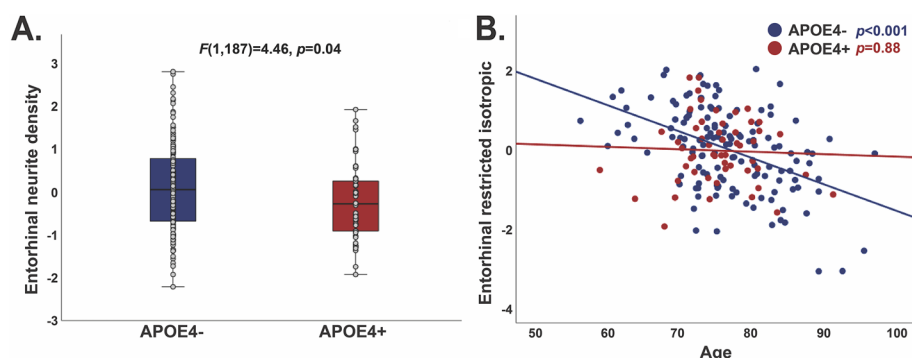 A.
F(1,187)=4.46, p=0.04
Entorhinal neurite density
3
2
1
0
-1
-2
-3
APOE4-
APOE4+
B.
APOE4- p<0.001
APOE4+ p=0.88
Entorhinal restricted isotropic
2
0
-2
-4
50
60
70
80
90
100
Age